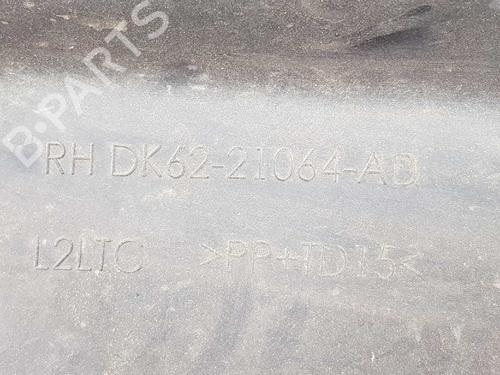 B-PARTS
RH DK62-21064-AD
L2LTC >PP+TD15<